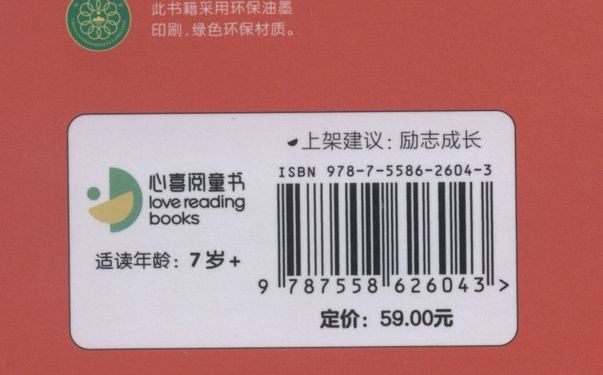 此书籍采用环保油墨
印刷,绿色环保材质。
上架建议:励志成长
ISBN 978-7-5586-2604-3
心喜阅童书
love reading
books
适读年龄:7岁+
9 787558 626043 >
定价:59.00元